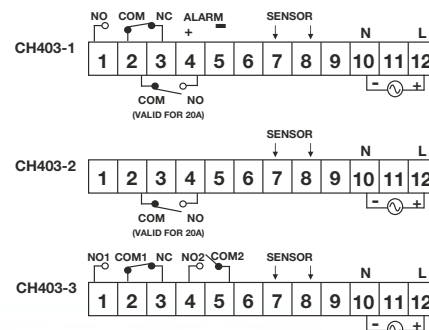 NO COM NC ALARM SENSOR
+ −
N L
CH403-1
1 2 3 4 5 6 7 8 9 10 11 12
- +
COM NO
(VALID FOR 20A)
SENSOR
N L
CH403-2
1 2 3 4 5 6 7 8 9 10 11 12
- +
COM NO
(VALID FOR 20A)
NO1 COM1 NC NO2 COM2 SENSOR
N L
CH403-3
1 2 3 4 5 6 7 8 9 10 11 12
- +